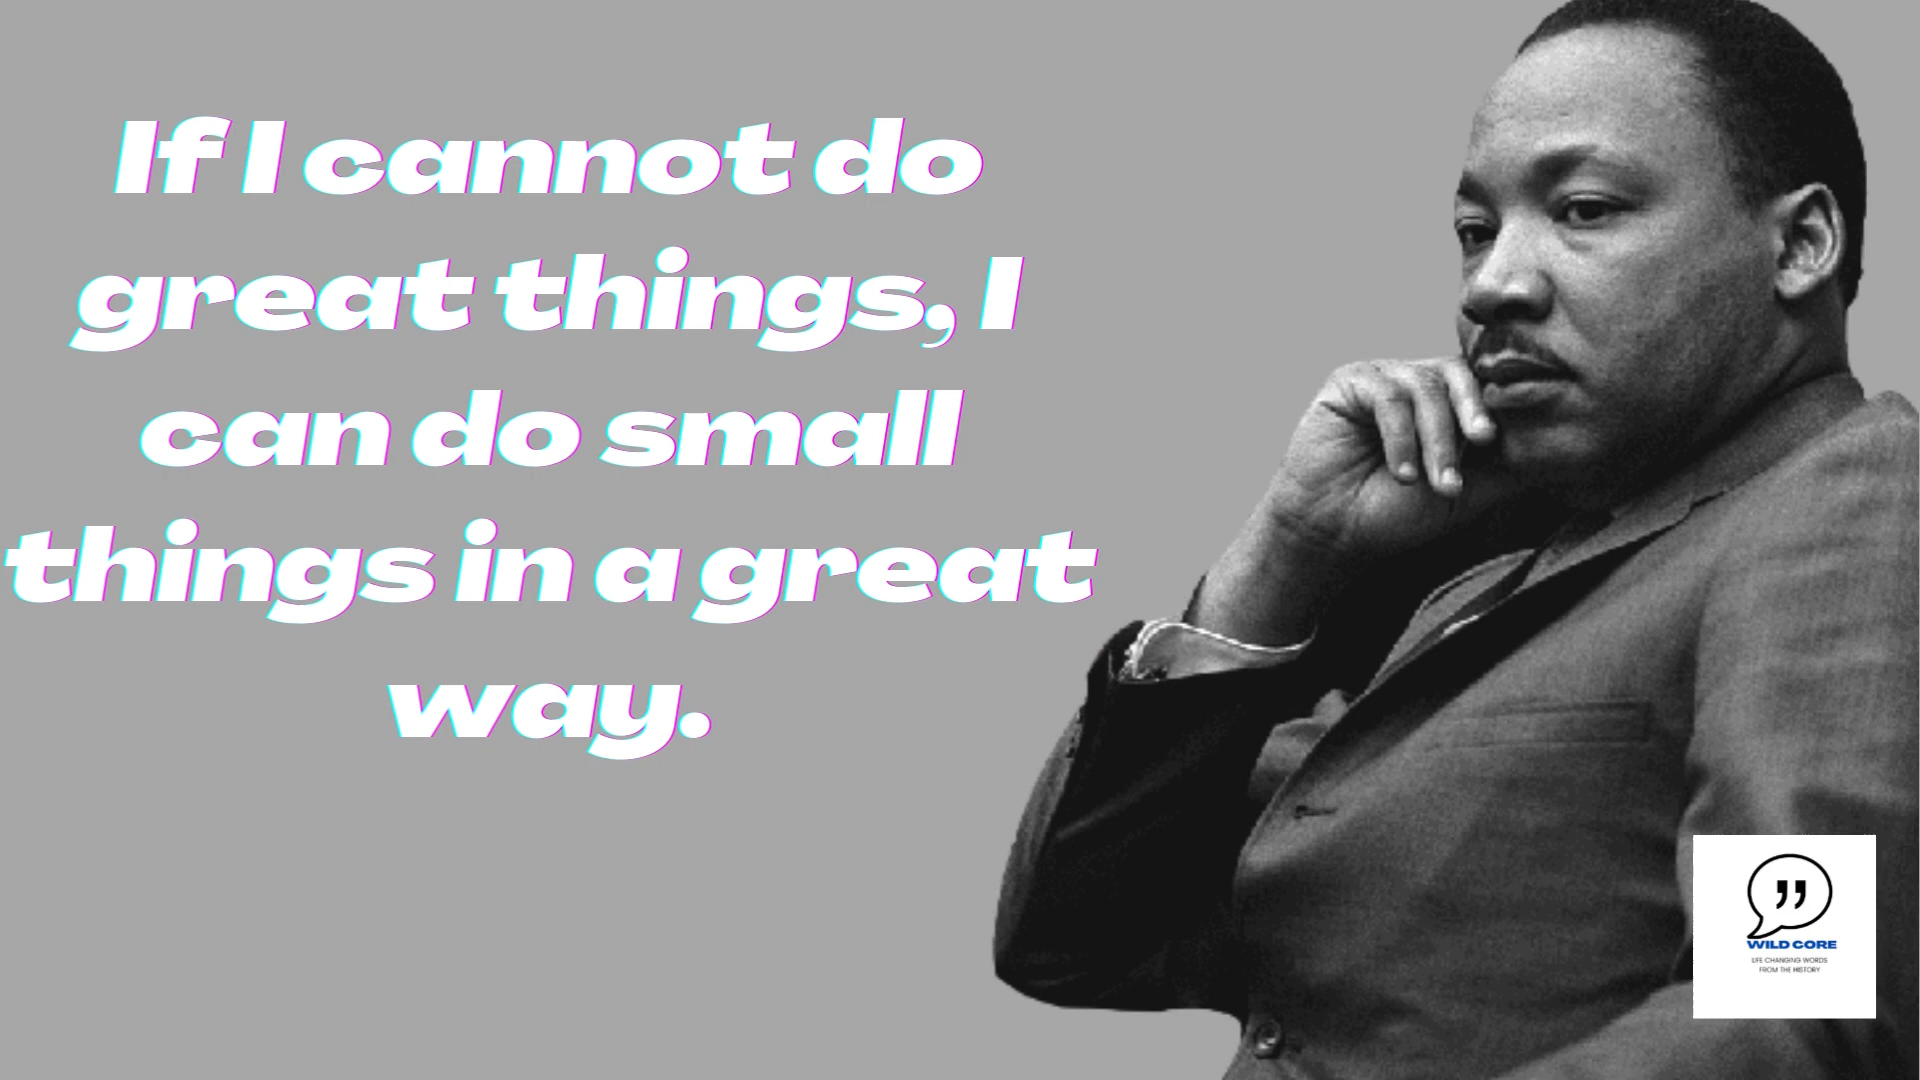 If I cannot do
great things, I
can do small
things in a great
way.
”
WILD CORE
LIFE CHANGING WORDS
FROM THE HISTORY